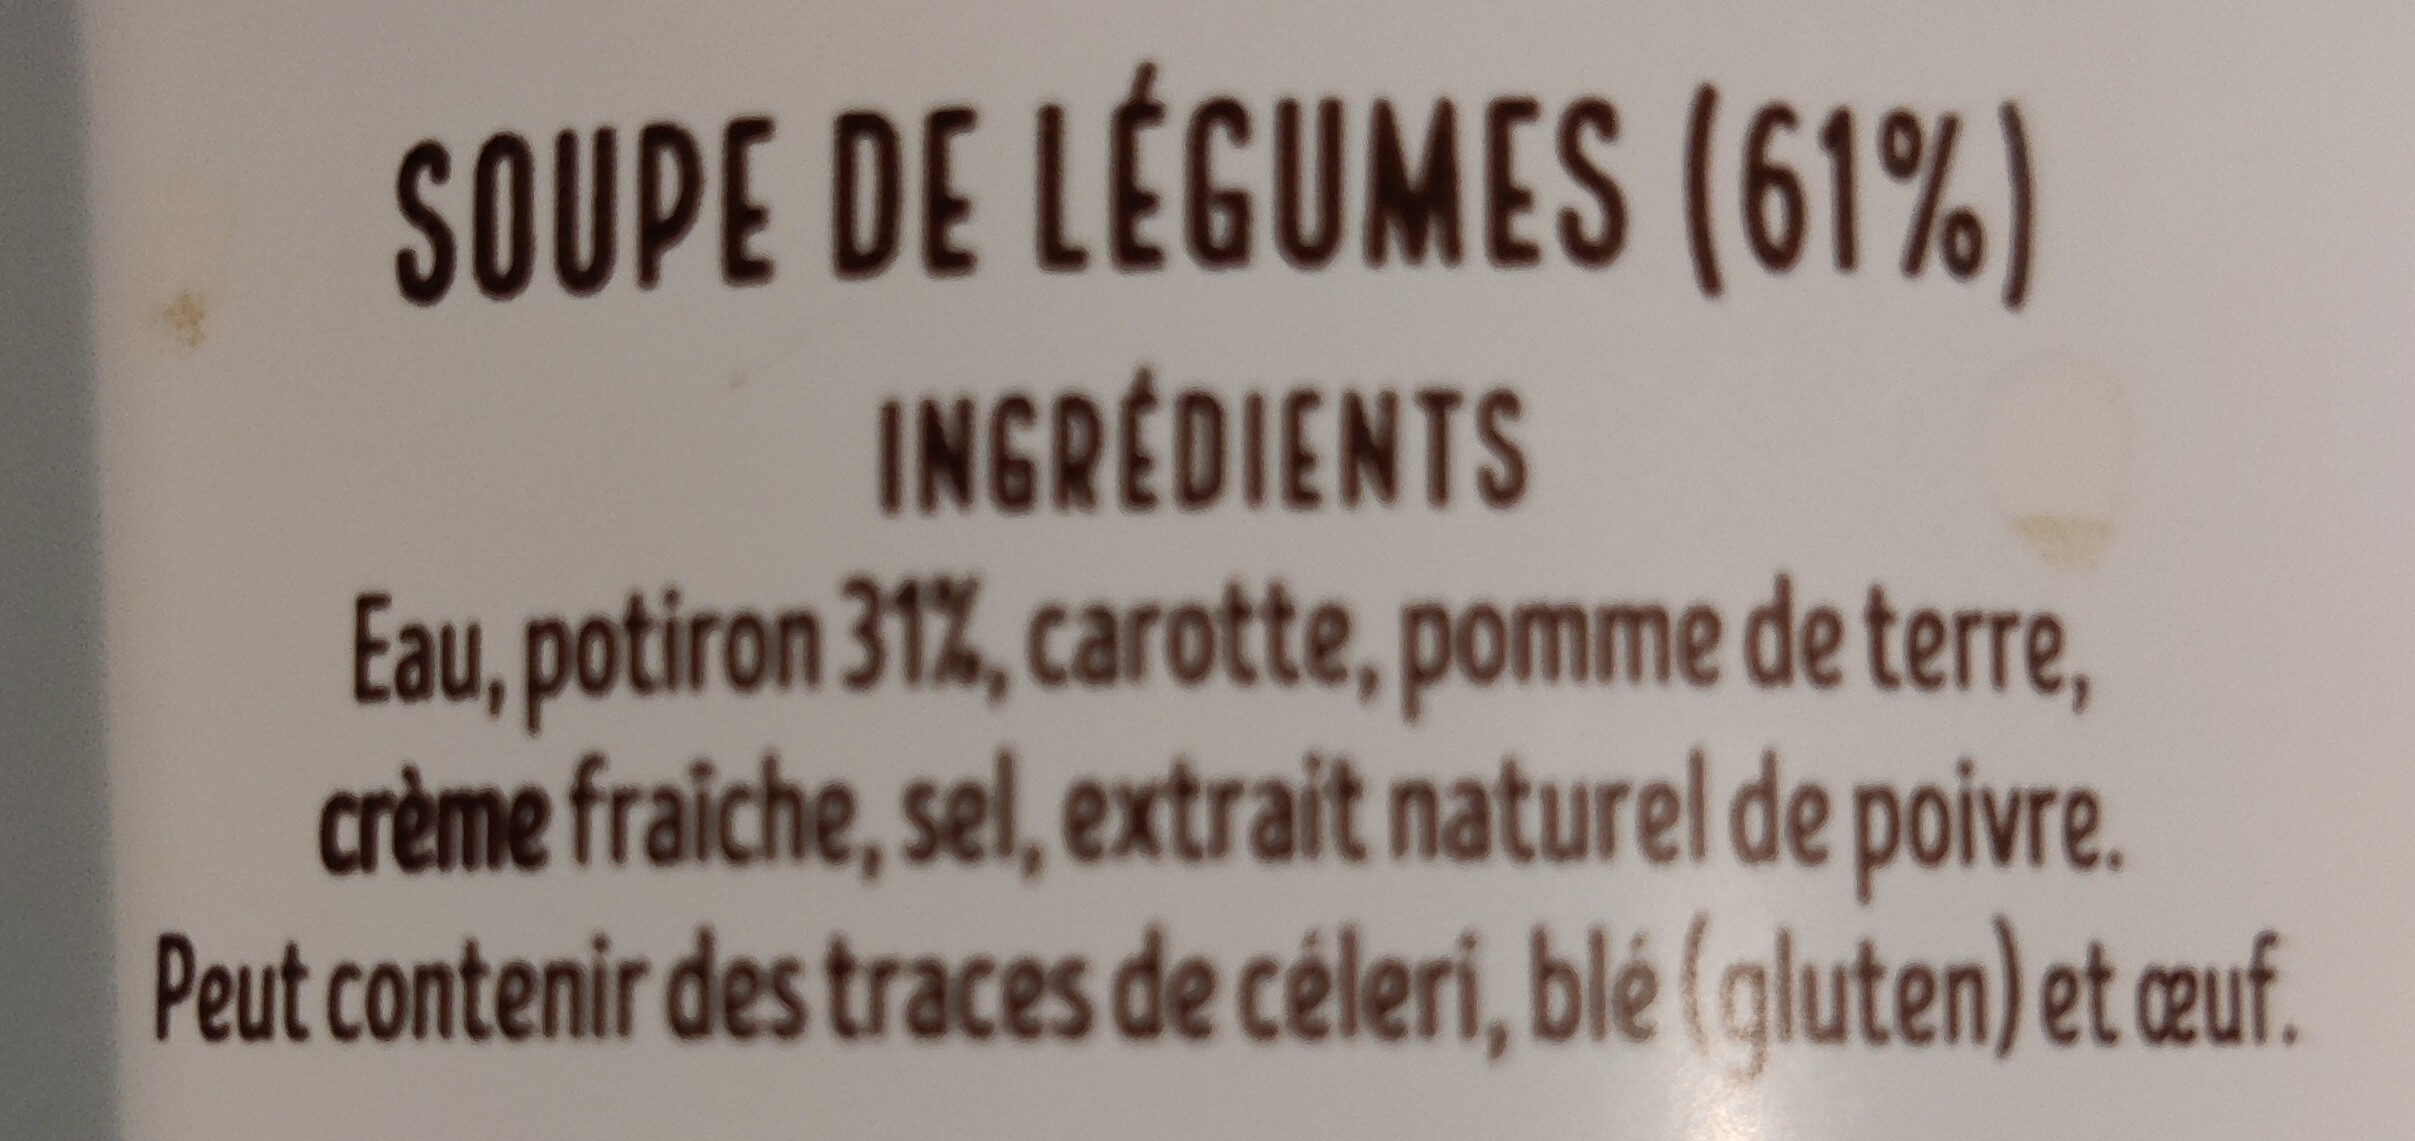 SOUPE DE LÉGUMES (61%)
INGRÉDIENTS
Eau, potiron 31%, carotte, pomme de terre,
crème fraîche, sel, extrait naturel de poivre.
Peut contenir des traces de céleri, blé (gluten) et œuf.